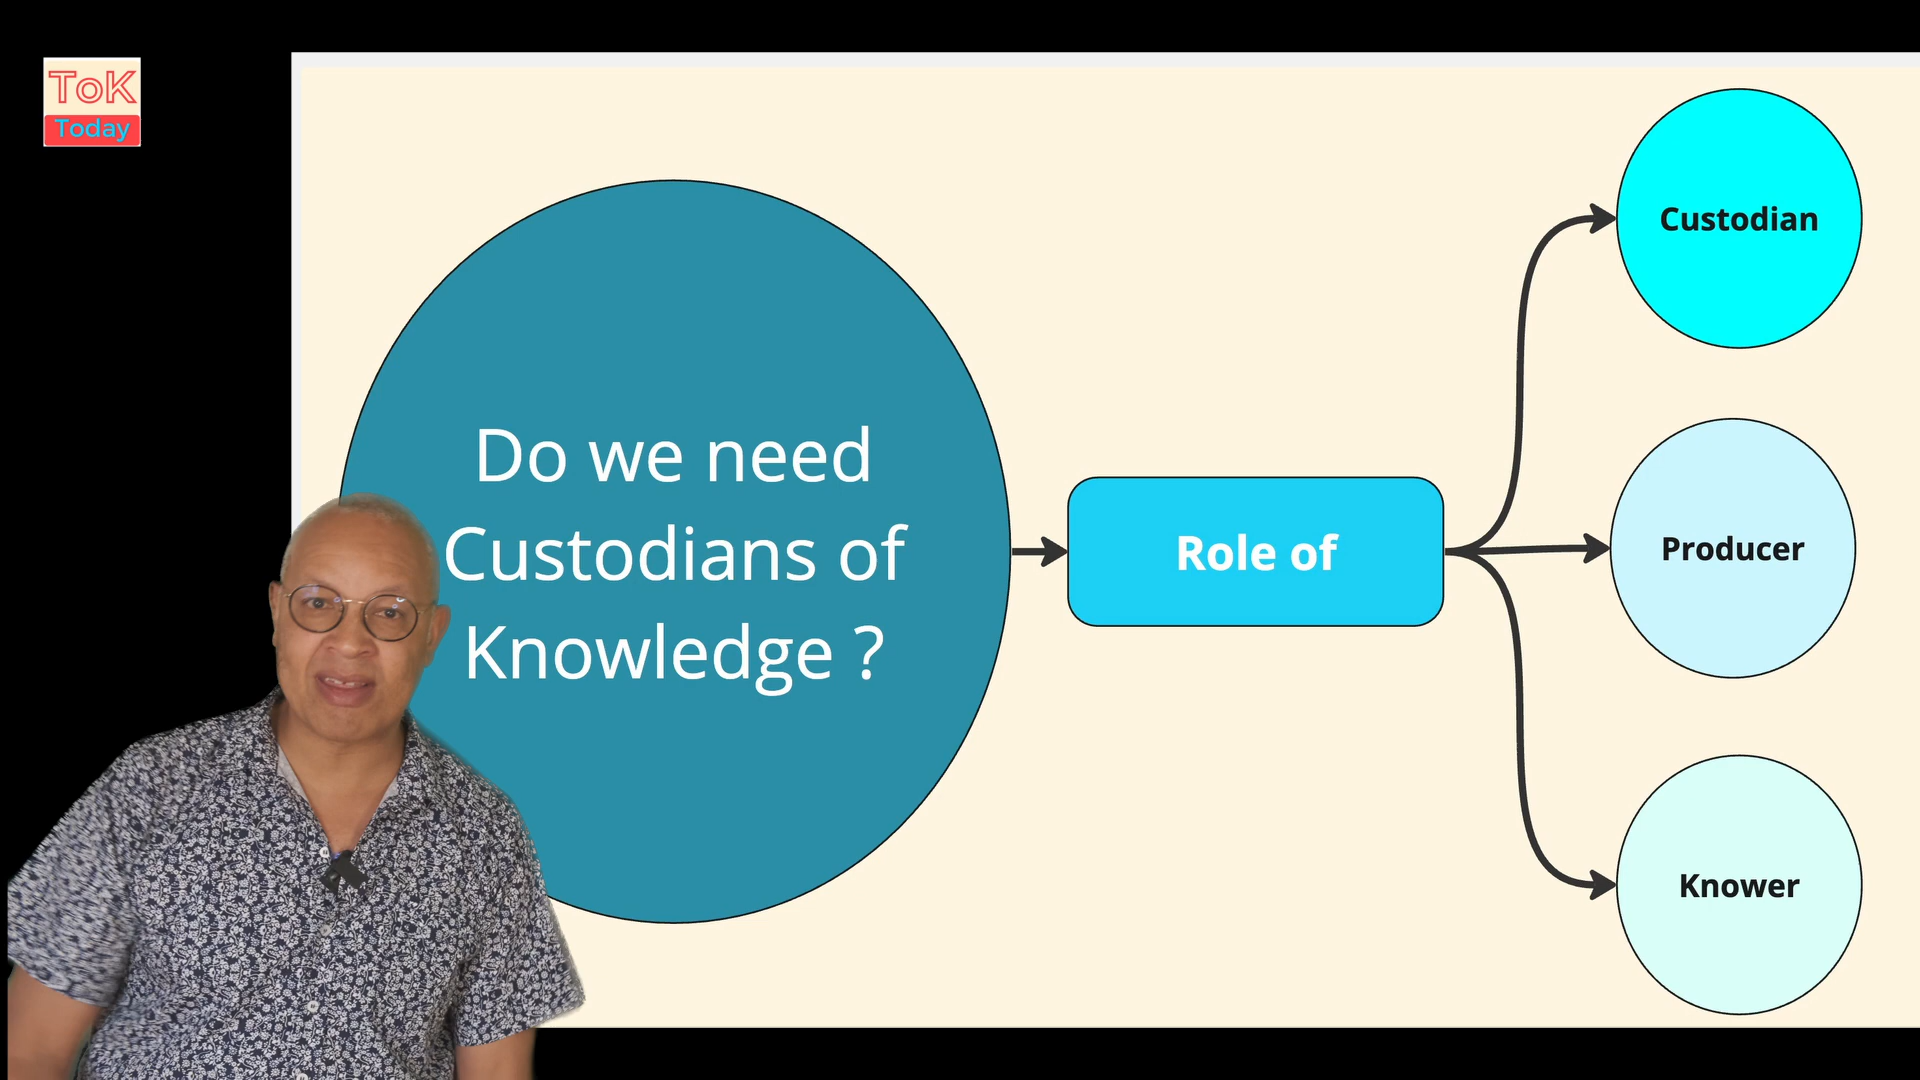 ToK
Today
Do we need
Custodians of
Knowledge ?
Role of
Custodian
Producer
Knower